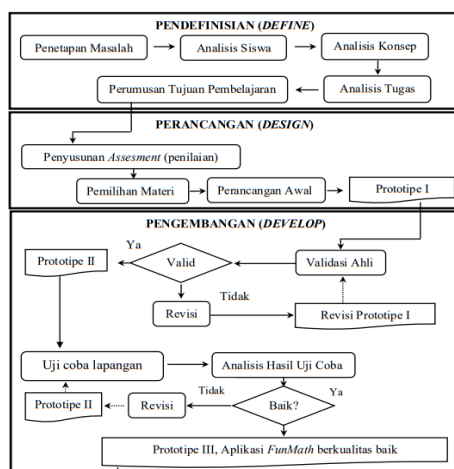 PENDEFINISIAN (DEFINE)
Penetapan Masalah
Analisis Siswa
Analisis Konsep
Perumusan Tujuan Pembelajaran
Analisis Tugas
PERANCANGAN (DESIGN)
Penyusunan Assesment (penilaian)
Pemilihan Materi
Perancangan Awal
Prototipe I
PENGEMBANGAN (DEVELOP)
Prototipe II
Ya
Valid
Validasi Ahli
Tidak
Revisi
Revisi Prototipe I
Uji coba lapangan
Analisis Hasil Uji Coba
Tidak
Ya
Prototipe II
Revisi
Baik?
Prototipe III, Aplikasi FunMath berkualitas baik